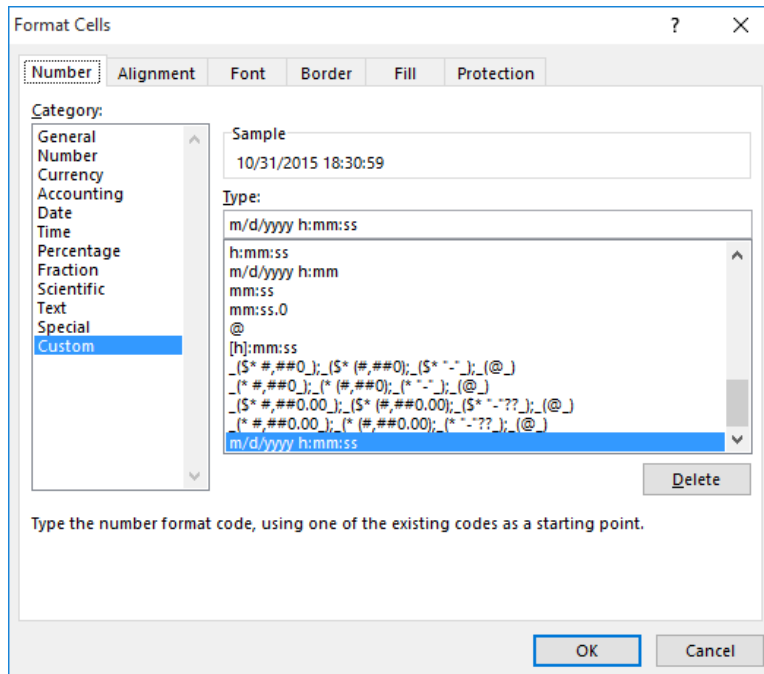 Format Cells ? ×
Number Alignment Font Border Fill Protection
Category:
General
Number
Currency
Accounting
Date
Time
Percentage
Fraction
Scientific
Text
Special
Custom
Sample
10/31/2015 18:30:59
Type:
m/d/yyyy h:mm:ss
h:mm:ss
m/d/yyyy h:mm
mm:ss
mm:ss.0
@
[h]:mm:ss
_($* #,##0_);_($* (#,##0);_($* "-"_);_(@_)
_(* #,##0_);_(* (#,##0);_(* "-"_);_(@_)
_($* #,##0.00_);_($* (#,##0.00);_($* "-"??_);_(@_)
_(* #,##0.00_);_(* (#,##0.00);_(* "-"??_);_(@_)
m/d/yyyy h:mm:ss
Delete
Type the number format code, using one of the existing codes as a starting point.
OK Cancel